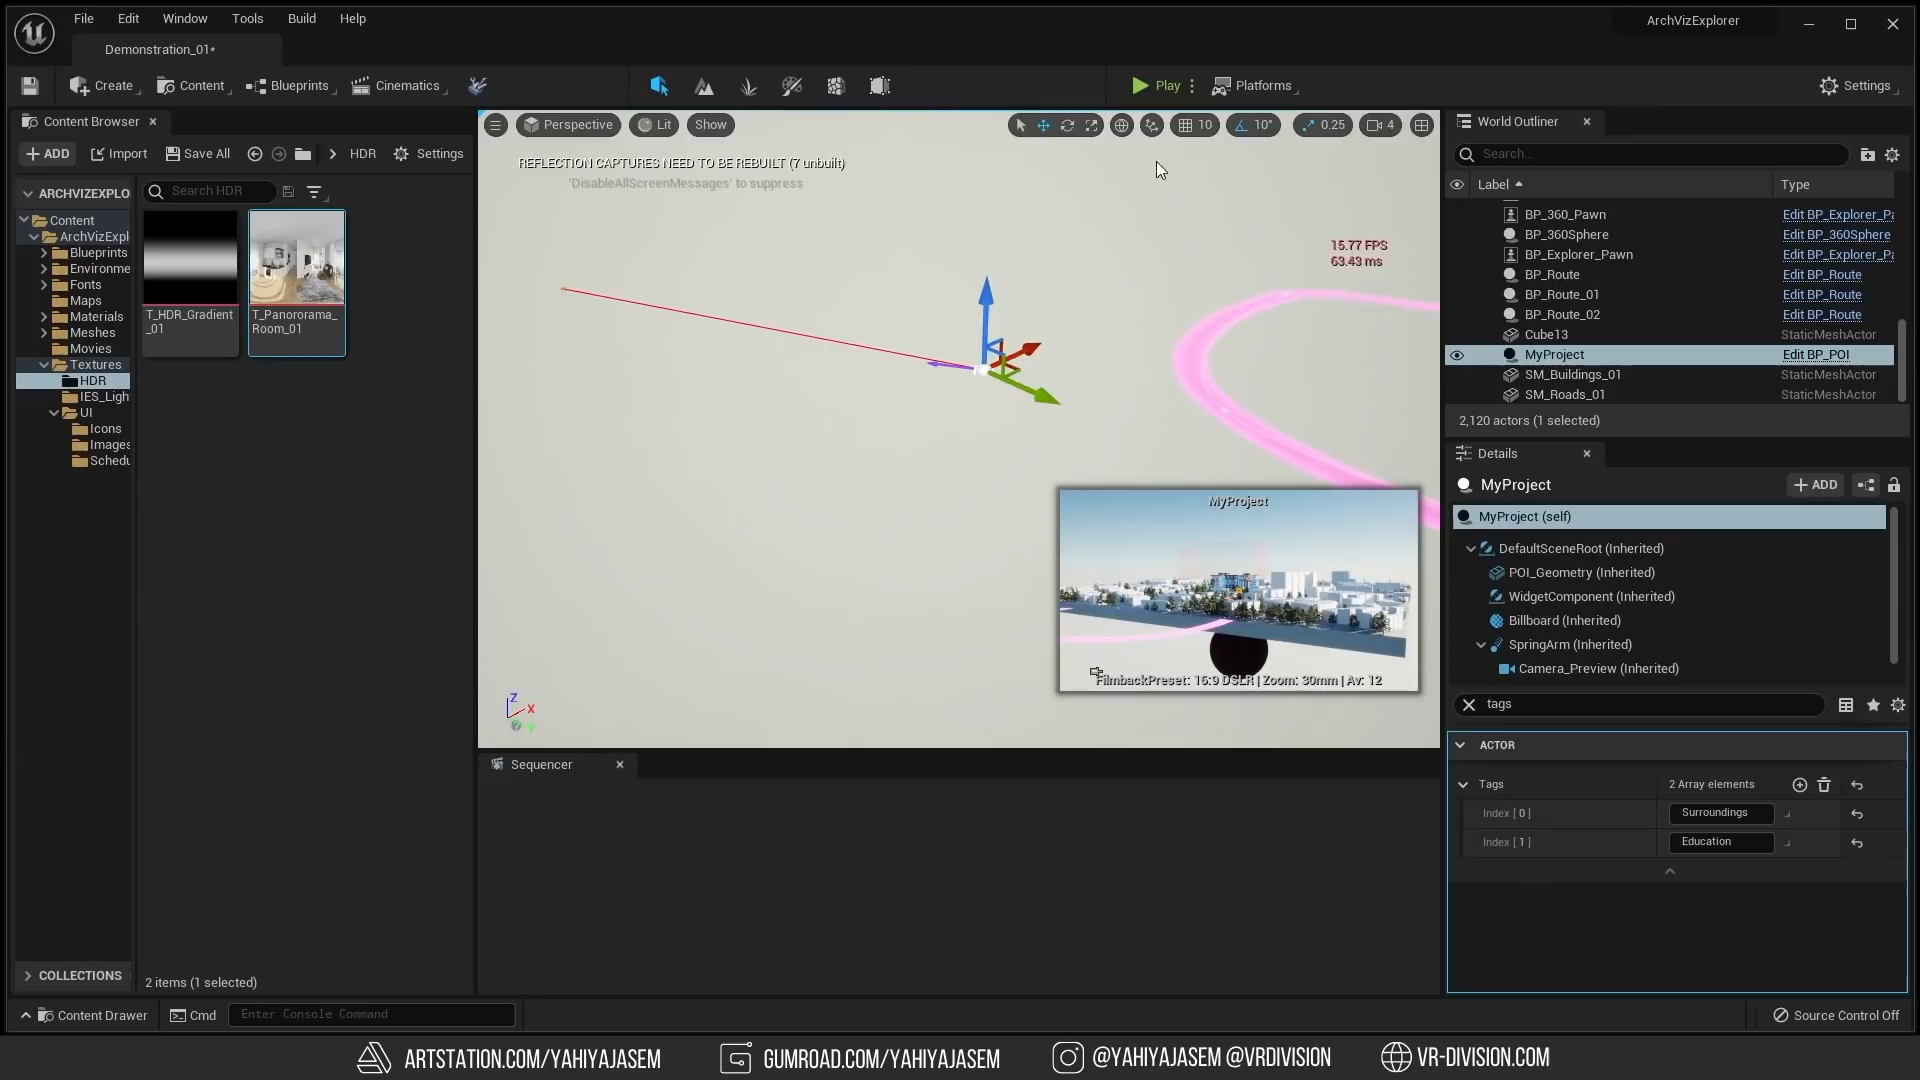 File Edit Window Tools Build Help
ArchVizExplorer
Demonstration_01*
Create Content Blueprints Cinematics Play Platforms Settings
Content Browser
ADD Import Save All HDR Settings
ARCHVIZEXPLO
Search HDR
Content
ArchVizExpl
Blueprints
Environme
Fonts
Maps
Materials
Meshes
Movies
Textures
HDR
IES_Ligh
UI
Icons
Images
Schedu
T_HDR_Gradient
_01
T_Panororama_
Room_01
COLLECTIONS
2 items (1 selected)
Perspective Lit Show
10 10° 0.25 4
REFLECTION CAPTURES NEED TO BE REBUILT (7 unbuilt)
'DisableAllScreenMessages' to suppress
15.77 FPS
63.43 ms
MyProject
FilmbackPreset: 16:9 DSLR | Zoom: 30mm | Av: 12
Z
X
Y
Sequencer
World Outliner
Search...
Label Type
BP_360_Pawn Edit BP_Explorer_Pa
BP_360Sphere Edit BP_360Sphere
BP_Explorer_Pawn Edit BP_Explorer_Pa
BP_Route Edit BP_Route
BP_Route_01 Edit BP_Route
BP_Route_02 Edit BP_Route
Cube13 StaticMeshActor
MyProject Edit BP_POI
SM_Buildings_01 StaticMeshActor
SM_Roads_01 StaticMeshActor
2,120 actors (1 selected)
Details
MyProject ADD
MyProject (self)
DefaultSceneRoot (Inherited)
POI_Geometry (Inherited)
WidgetComponent (Inherited)
Billboard (Inherited)
SpringArm (Inherited)
Camera_Preview (Inherited)
tags
ACTOR
Tags 2 Array elements
Index [ 0 ] Surroundings
Index [ 1 ] Education
Content Drawer Cmd Enter Console Command Source Control Off
ARTSTATION.COM/YAHIYAJASEM GUMROAD.COM/YAHIYAJASEM @YAHIYAJASEM @VRDIVISION VR-DIVISION.COM